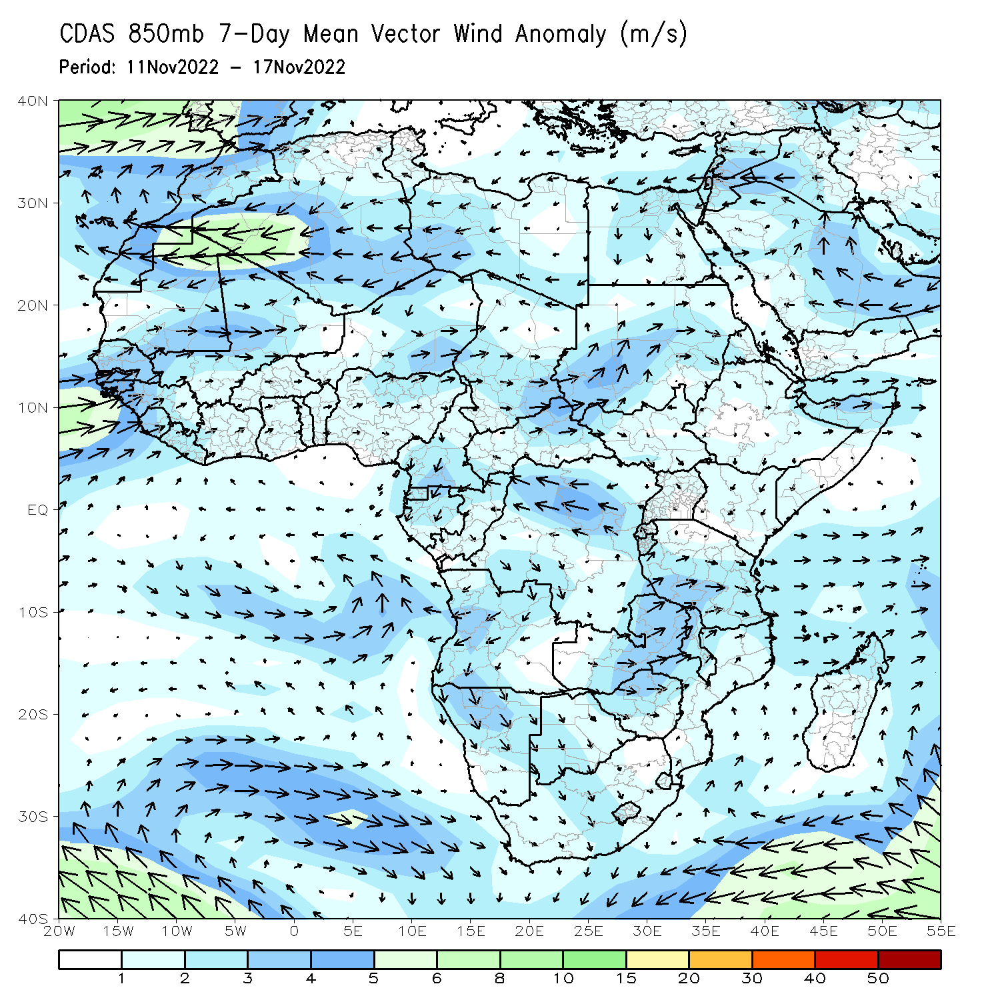 CDAS 850mb 7-Day Mean Vector Wind Anomaly (m/s)
Period: 11Nov2022 - 17Nov2022
40N
30N
20N
10N
EQ
10S
20S
30S
40S
20W 15W 10W 5W 0 5E 10E 15E 20E 25E 30E 35E 40E 45E 50E 55E
1 2 3 4 5 6 8 10 15 20 30 40 50